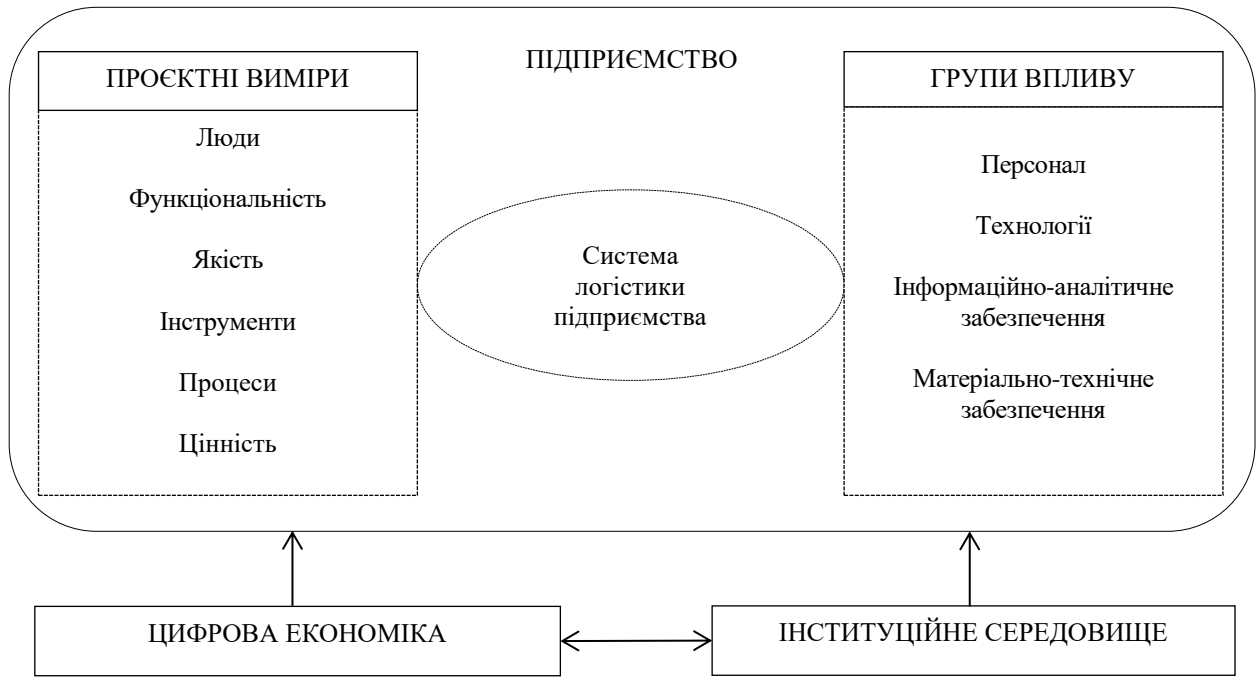 ПІДПРИЄМСТВО
ПРОЄКТНІ ВИМІРИ
Люди
Функціональність
Якість
Інструменти
Процеси
Цінність
Система
логістики
підприємства
ГРУПИ ВПЛИВУ
Персонал
Технології
Інформаційно-аналітичне
забезпечення
Матеріально-технічне
забезпечення
ЦИФРОВА ЕКОНОМІКА
ІНСТИТУЦІЙНЕ СЕРЕДОВИЩЕ